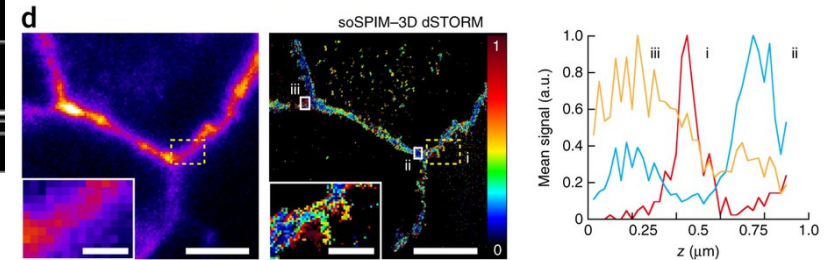 d
soSPIM–3D dSTORM
1
iii
ii
i
0
Mean signal (a.u.)
1.0
0.8
0.6
0.4
0.2
0
iii
i
ii
0
0.25
0.5
0.75
1.0
z (μm)